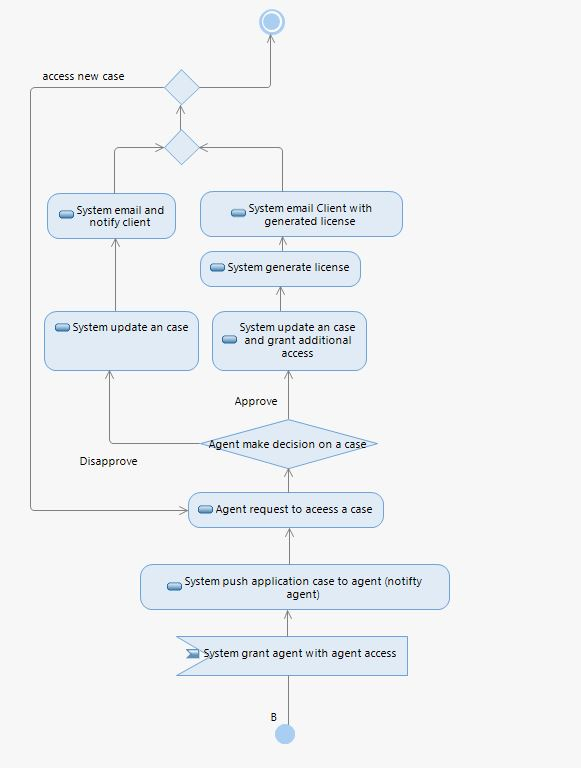 access new case
System email and
notify client
System email Client with
generated license
System generate license
System update an case
System update an case
and grant additional
access
Approve
Agent make decision on a case
Disapprove
Agent request to aceess a case
System push application case to agent (notifty
agent)
System grant agent with agent access
B